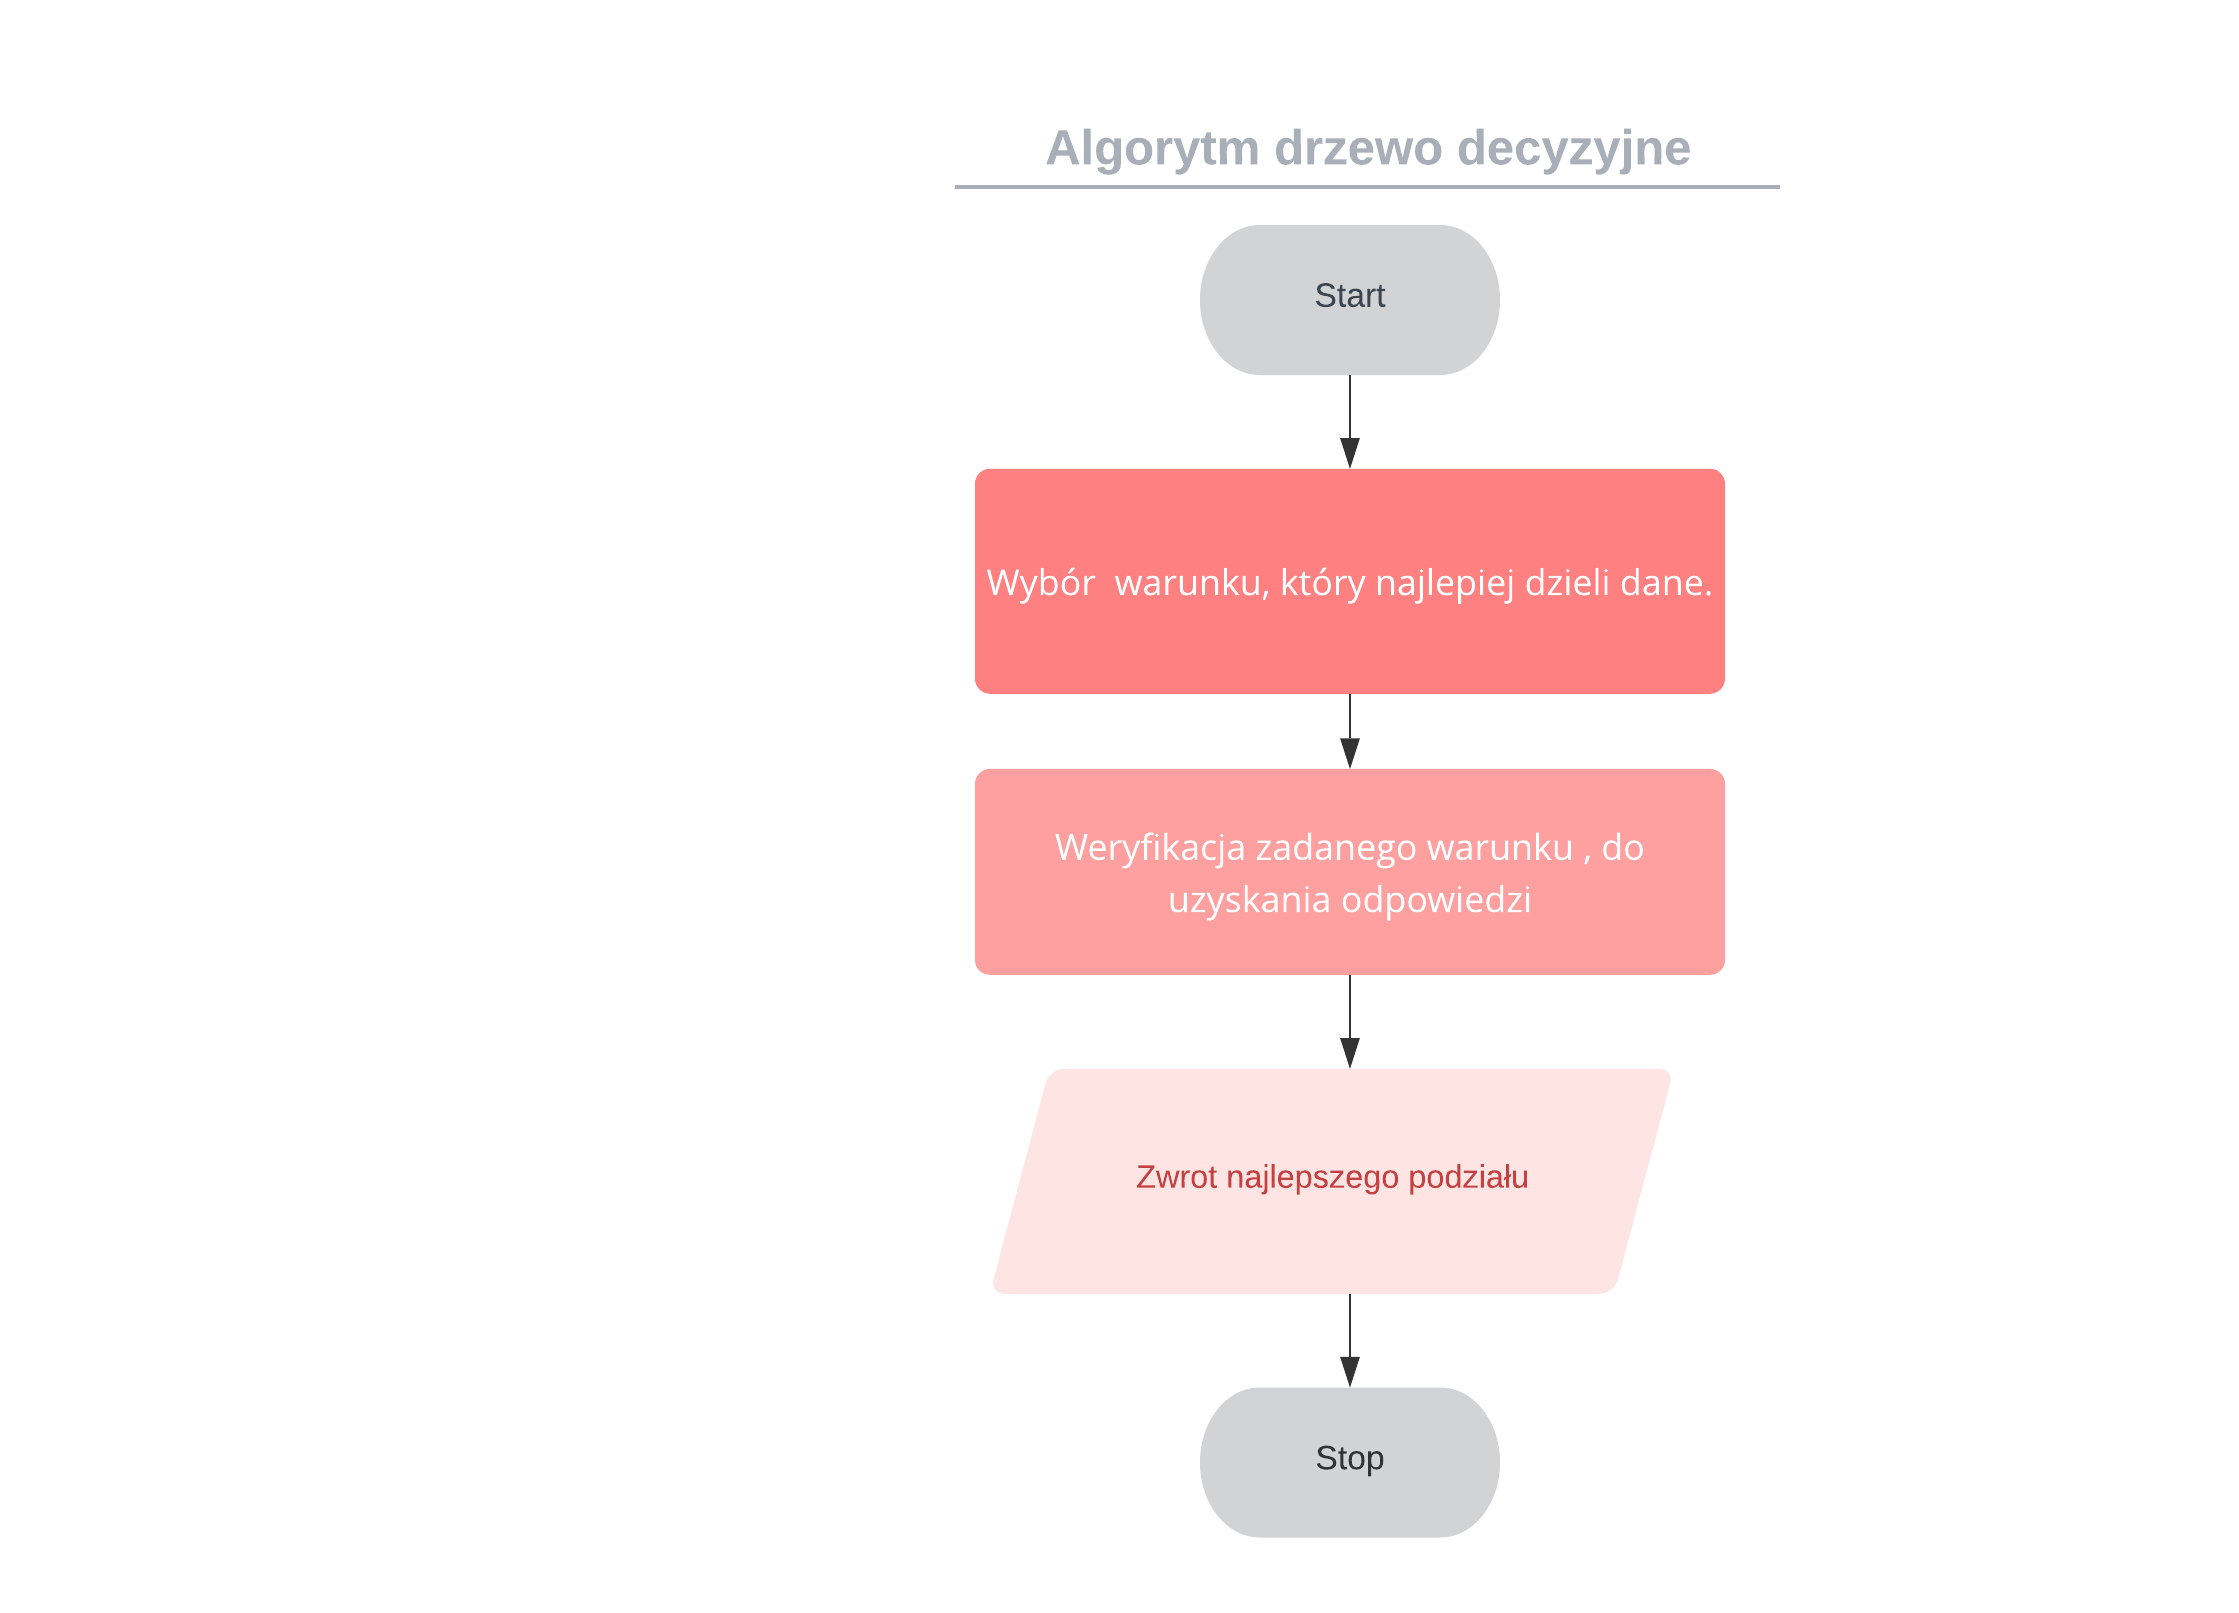 Algorytm drzewo decyzyjne
Start
Wybór  warunku, który najlepiej dzieli dane.
Weryfikacja zadanego warunku , do
uzyskania odpowiedzi
Zwrot najlepszego podziału
Stop